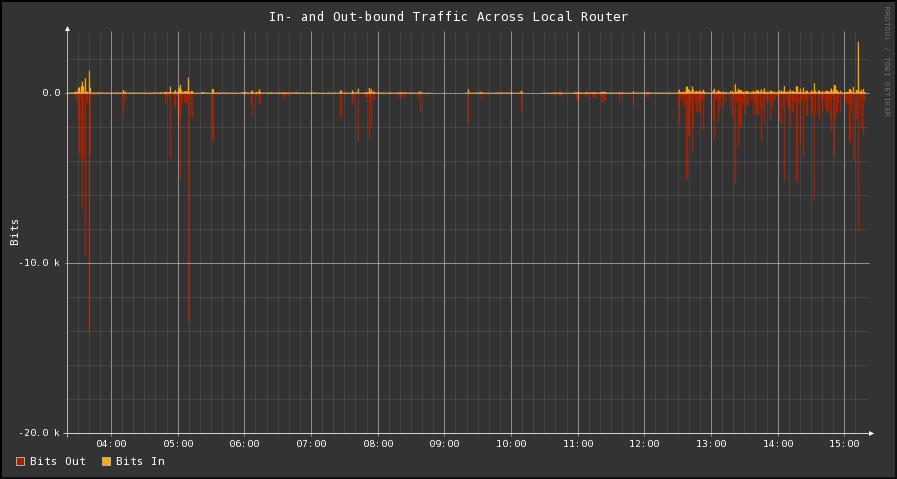 In- and Out-bound Traffic Across Local Router
RRDTOOL / TOBI OETIKER
0.0
Bits
-10.0 k
-20.0 k
04:00 05:00 06:00 07:00 08:00 09:00 10:00 11:00 12:00 13:00 14:00 15:00
Bits Out Bits In